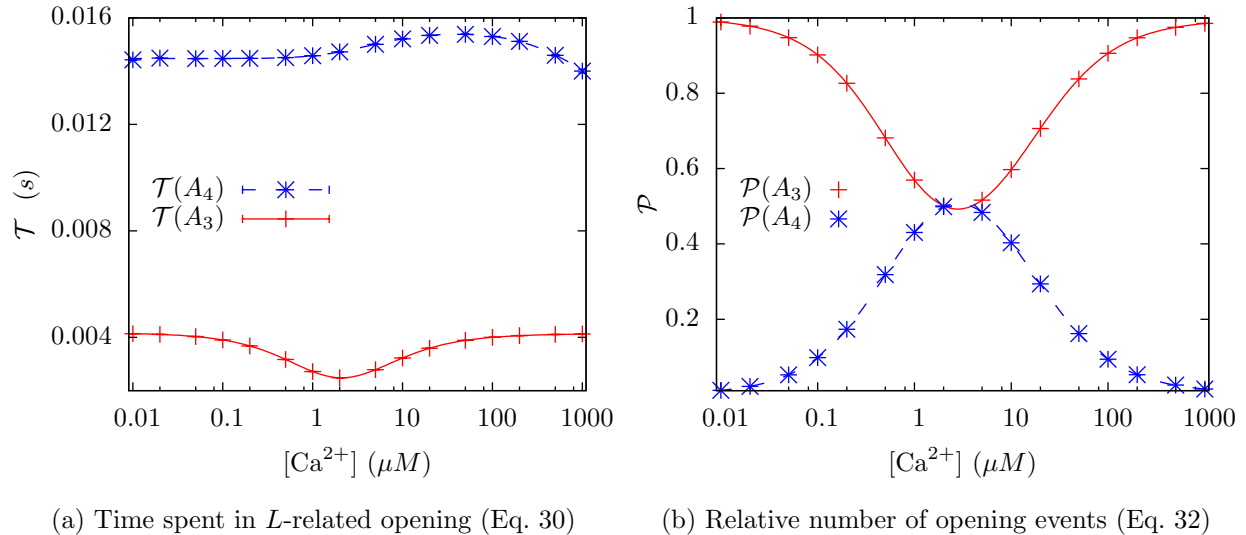 0.016
0.012
0.008
0.004
𝒯 (s)
𝒯(A₄)
𝒯(A₃)
0.01 0.1 1 10 100 1000
[Ca²⁺] (μM)
(a) Time spent in L-related opening (Eq. 30)
1
0.8
0.6
0.4
0.2
𝒫
𝒫(A₃)
𝒫(A₄)
0.01 0.1 1 10 100 1000
[Ca²⁺] (μM)
(b) Relative number of opening events (Eq. 32)